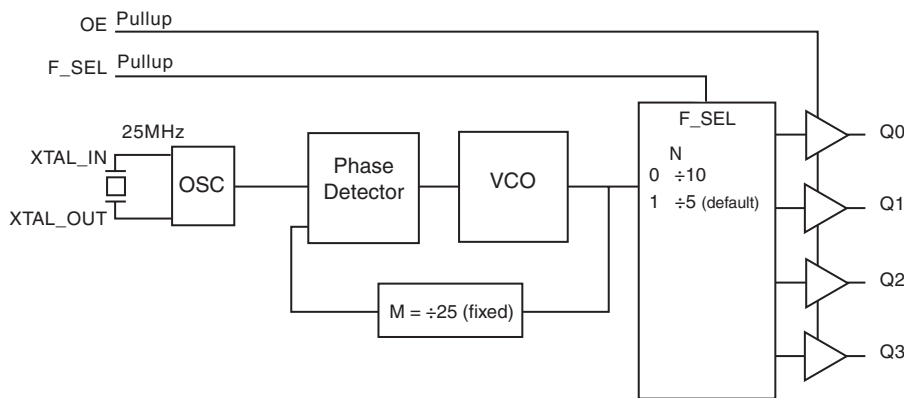 OE Pullup
F_SEL Pullup
25MHz
XTAL_IN
XTAL_OUT
OSC
Phase
Detector
VCO
M = ÷25 (fixed)
F_SEL
N
0 ÷10
1 ÷5 (default)
Q0
Q1
Q2
Q3